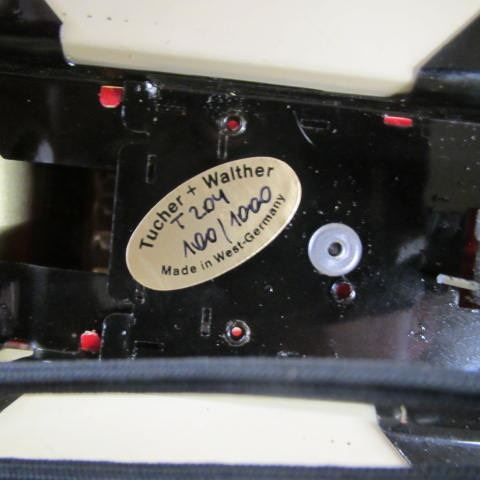 Tucher + Walther
T 204
100/1000
Made in West-Germany